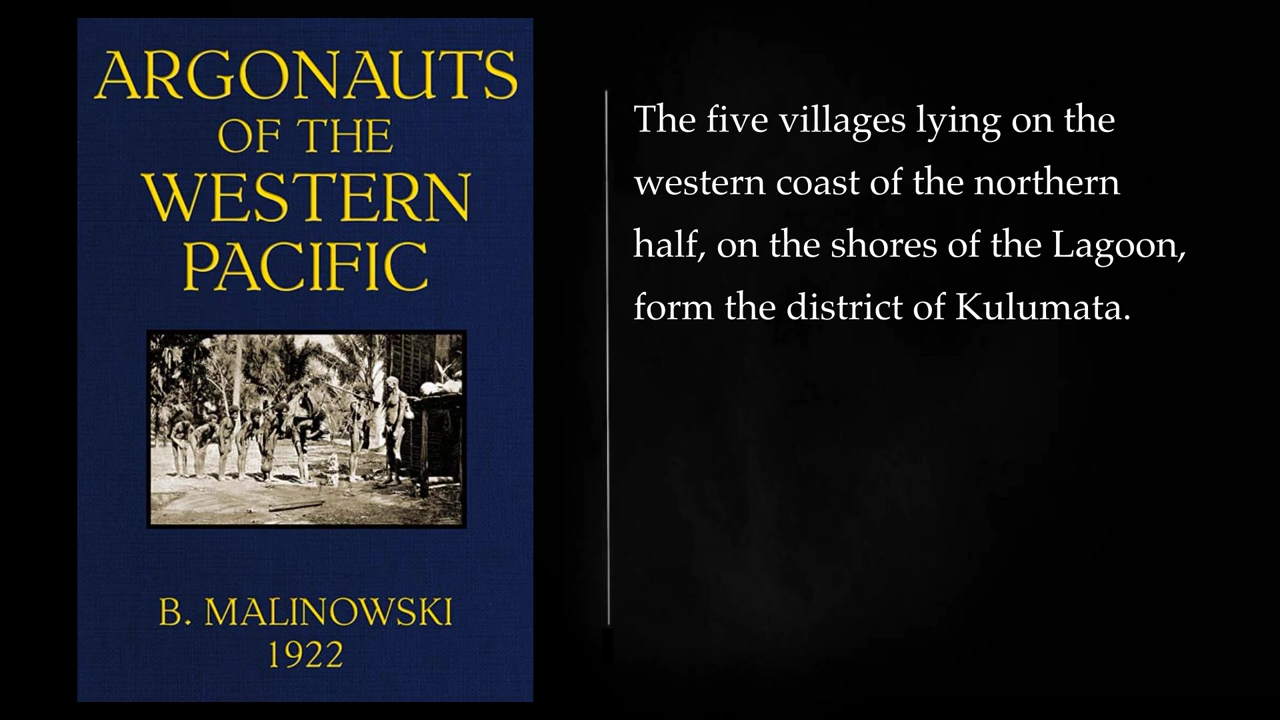 ARGONAUTS
OF THE
WESTERN
PACIFIC
B. MALINOWSKI
1922
The five villages lying on the
western coast of the northern
half, on the shores of the Lagoon,
form the district of Kulumata.